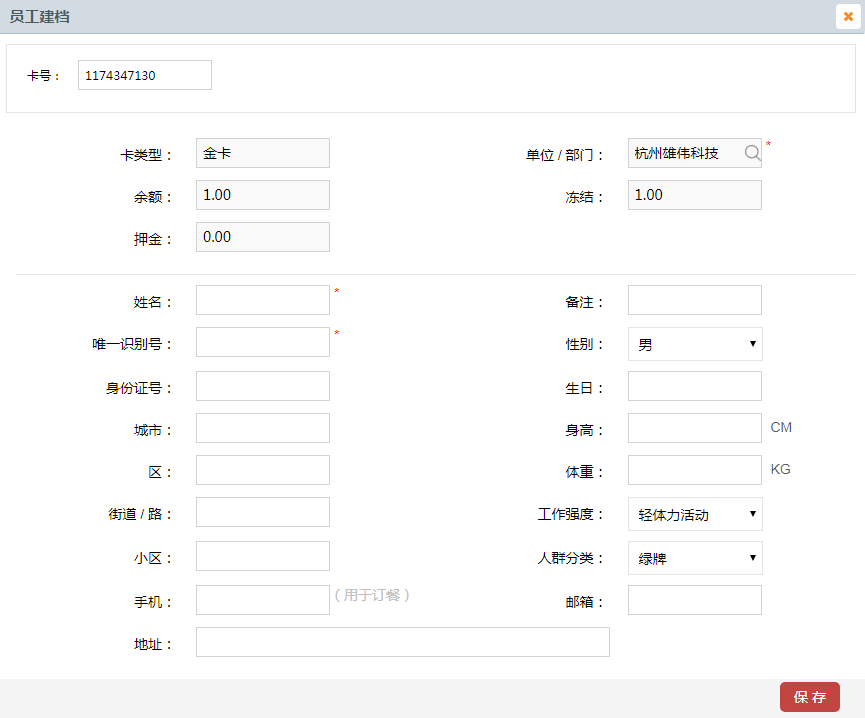 员工建档
卡号： 1174347130
卡类型： 金卡 单位 / 部门： 杭州雄伟科技 *
余额： 1.00 冻结： 1.00
押金： 0.00
姓名： * 备注：
唯一识别号： * 性别： 男
身份证号： 生日：
城市： 身高： CM
区： 体重： KG
街道 / 路： 工作强度： 轻体力活动
小区： 人群分类： 绿牌
手机： ( 用于订餐 ) 邮箱：
地址：
保 存